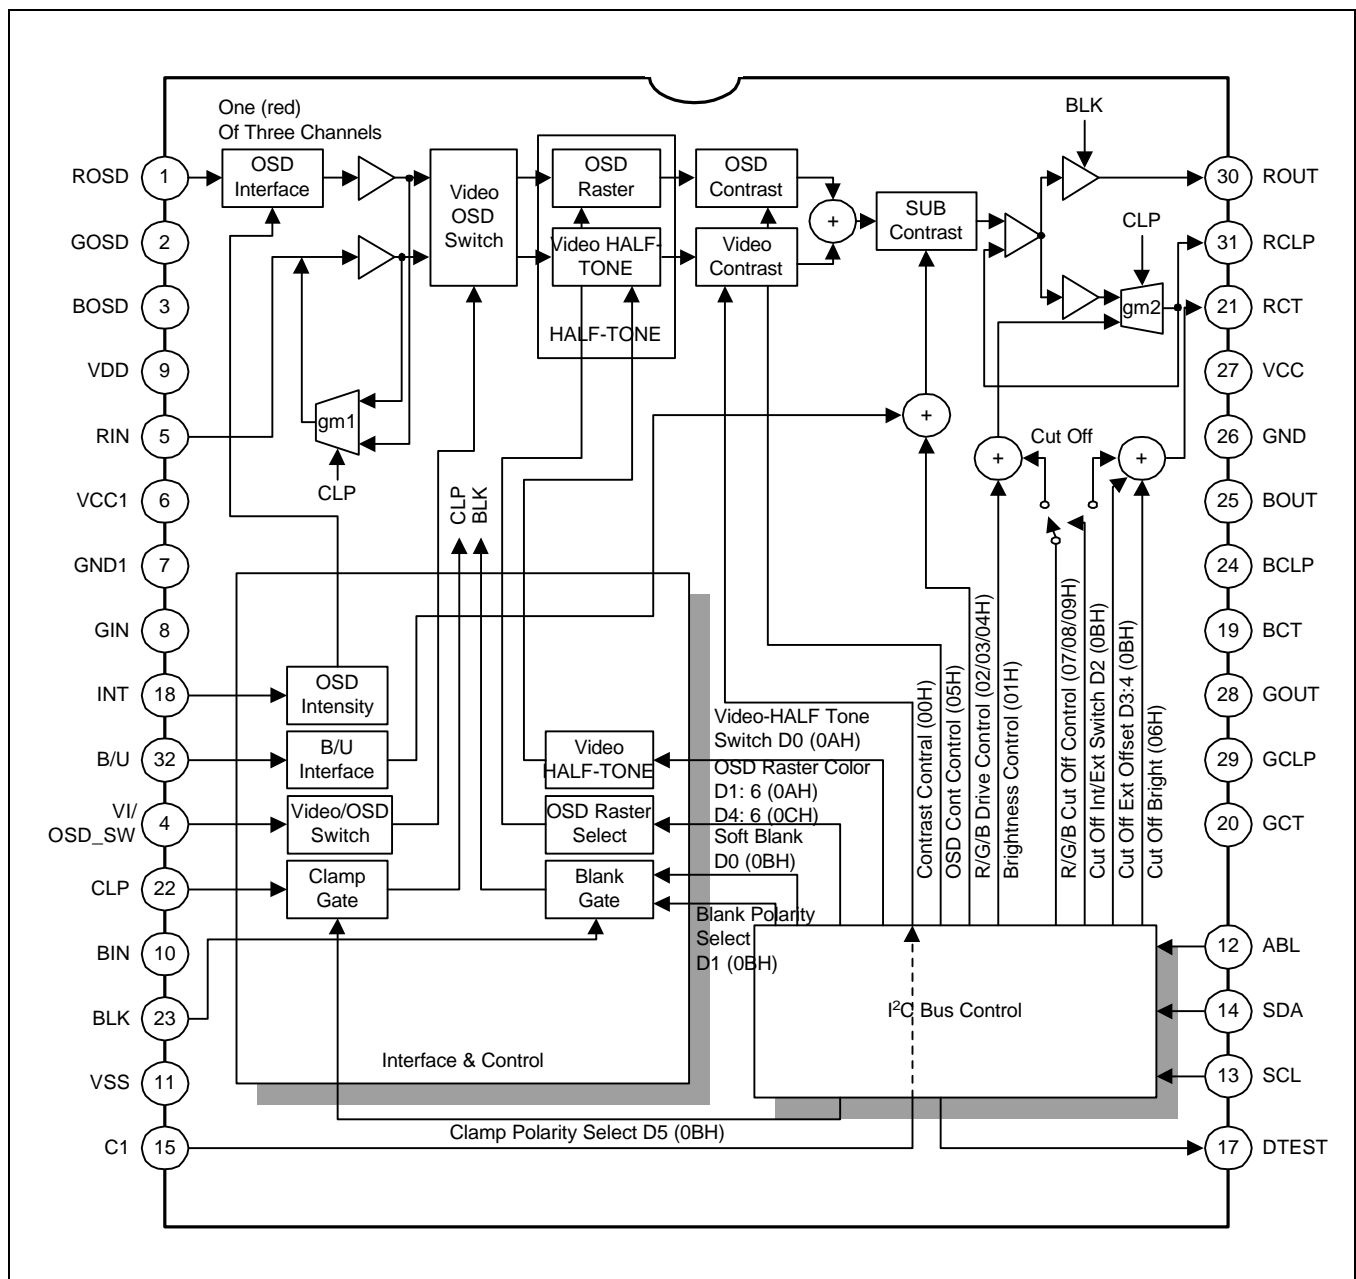 One (red)
Of Three Channels
BLK
ROSD 1
OSD
Interface
Video
OSD
Switch
OSD
Raster
OSD
Contrast
+
SUB
Contrast
30 ROUT
GOSD 2
Video HALF-
TONE
Video
Contrast
CLP
31 RCLP
BOSD 3
HALF-TONE
gm2
21 RCT
VDD 9
27 VCC
gm1
CLP
RIN 5
+
+
Cut Off
+
26 GND
VCC1 6
CLP
BLK
25 BOUT
GND1 7
24 BCLP
GIN 8
19 BCT
INT 18
OSD
Intensity
28 GOUT
B/U 32
B/U
Interface
Video
HALF-TONE
Video-HALF Tone
Switch D0 (0AH)
OSD Raster Color
D1: 6 (0AH)
D4: 6 (0CH)
Soft Blank
D0 (0BH)
Contrast Contral (00H)
OSD Cont Control (05H)
R/G/B Drive Control (02/03/04H)
Brightness Control (01H)
R/G/B Cut Off Control (07/08/09H)
Cut Off Int/Ext Switch D2 (0BH)
Cut Off Ext Offset D3:4 (0BH)
Cut Off Bright (06H)
29 GCLP
VI/
OSD_SW 4
Video/OSD
Switch
OSD Raster
Select
20 GCT
CLP 22
Clamp
Gate
Blank
Gate
Blank Polarity
Select
D1 (0BH)
BIN 10
12 ABL
BLK 23
I²C Bus Control
14 SDA
Interface & Control
VSS 11
13 SCL
Clamp Polarity Select D5 (0BH)
C1 15
17 DTEST